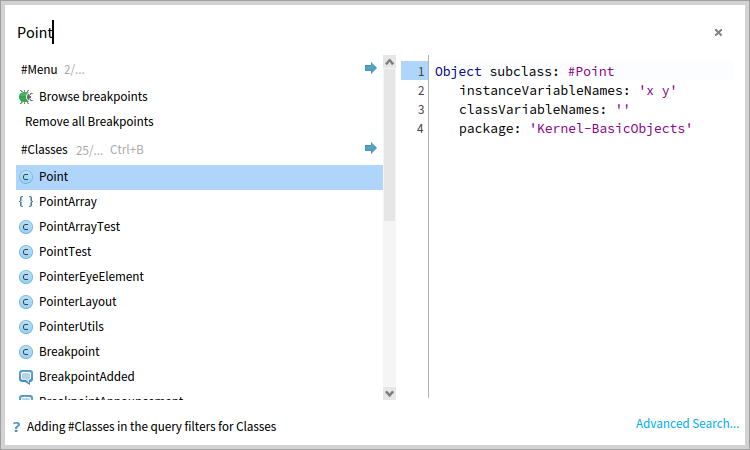 Point
#Menu 2/...
Browse breakpoints
Remove all Breakpoints
#Classes 25/... Ctrl+B
Point
PointArray
PointArrayTest
PointTest
PointerEyeElement
PointerLayout
PointerUtils
Breakpoint
BreakpointAdded
BreakpointAnnouncement
1 Object subclass: #Point
2 instanceVariableNames: 'x y'
3 classVariableNames: ''
4 package: 'Kernel-BasicObjects'
? Adding #Classes in the query filters for Classes
Advanced Search...